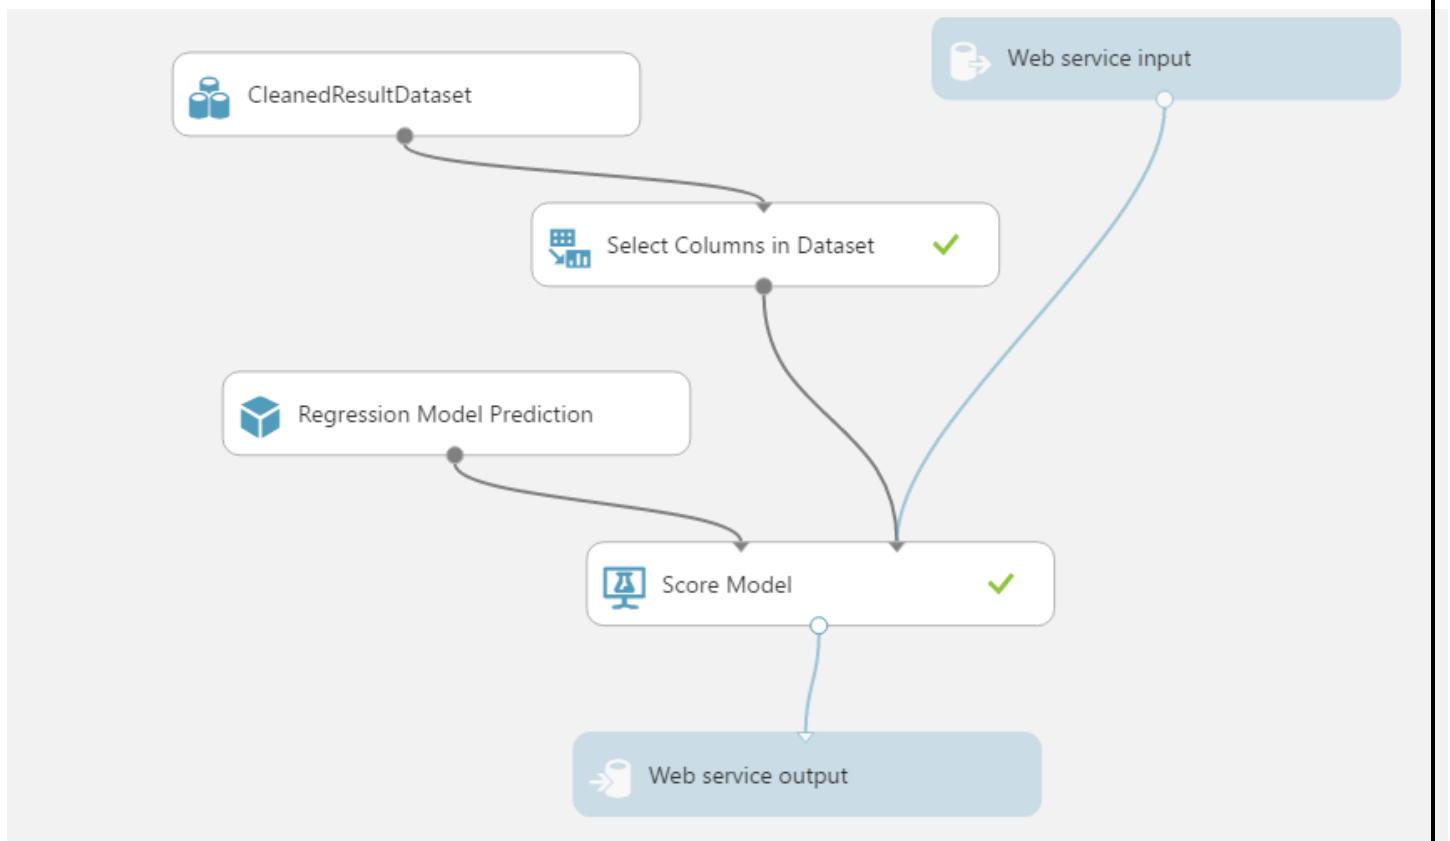 Web service input
CleanedResultDataset
Select Columns in Dataset
Regression Model Prediction
Score Model
Web service output